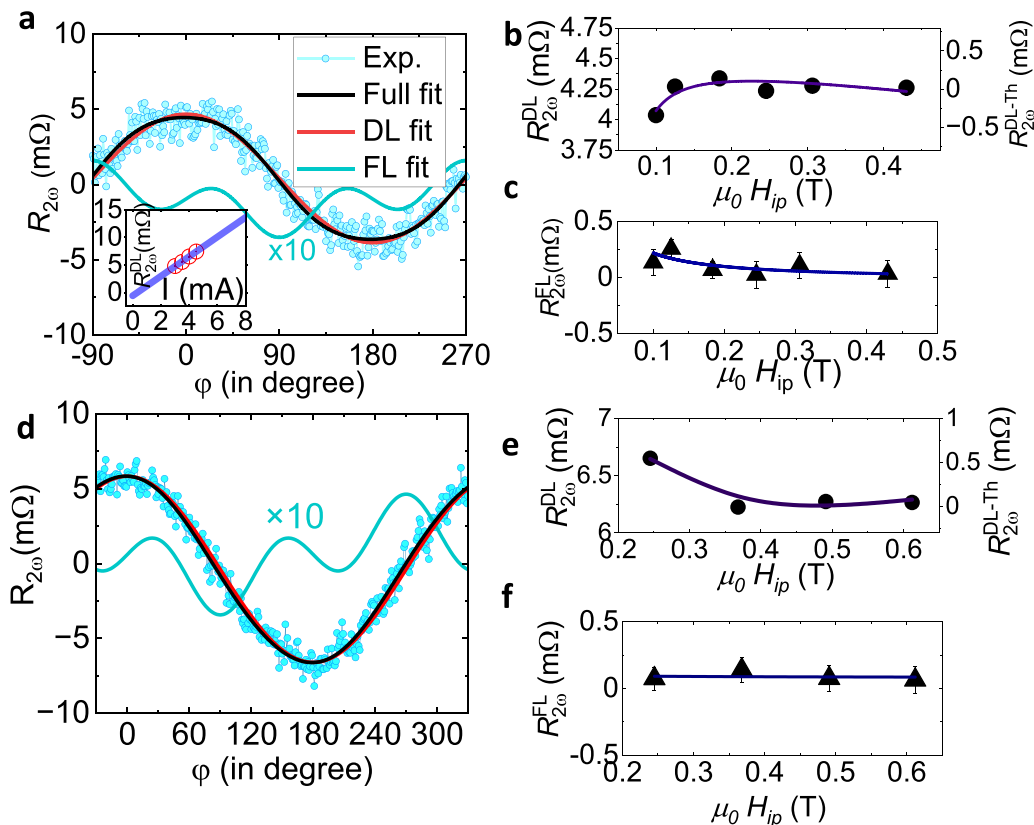 a
10
5
0
-5
-10
R2ω (mΩ)
Exp.
Full fit
DL fit
FL fit
×10
15
10
5
0
R2ωDL(mΩ)
I (mA)
0 2 4 6 8
-90 0 90 180 270
φ (in degree)
b
4.75
4.5
4.25
4
3.75
R2ωDL (mΩ)
0.5
0
-0.5
R2ωDL-Th (mΩ)
0.1 0.2 0.3 0.4
μ0 Hip (T)
c
0.5
0
-0.5
R2ωFL(mΩ)
0.1 0.2 0.3 0.4 0.5
μ0 Hip (T)
d
10
5
0
-5
-10
R2ω(mΩ)
×10
0 60 120 180 240 300
φ (in degree)
e
7
6.5
6
R2ωDL (mΩ)
1
0.5
0
R2ωDL-Th (mΩ)
0.2 0.3 0.4 0.5 0.6
μ0 Hip (T)
f
0.5
0
-0.5
R2ωFL (mΩ)
0.2 0.3 0.4 0.5 0.6
μ0 Hip (T)